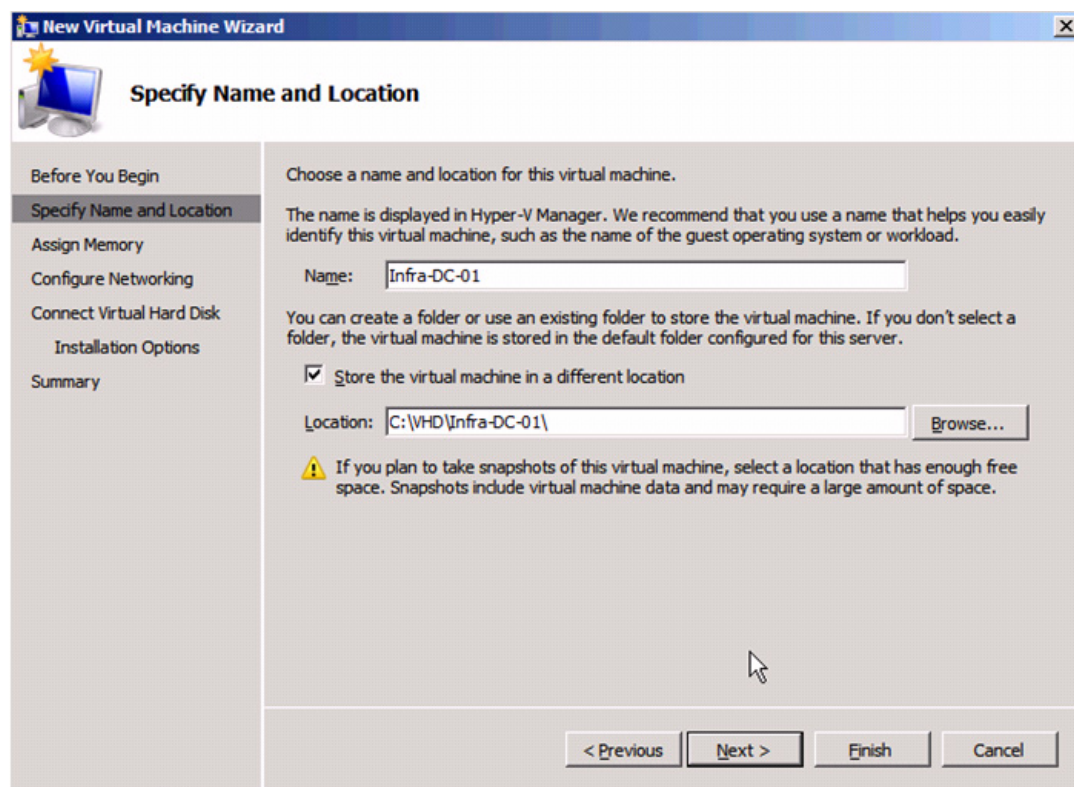 New Virtual Machine Wizard
Specify Name and Location
Before You Begin
Specify Name and Location
Assign Memory
Configure Networking
Connect Virtual Hard Disk
Installation Options
Summary
Choose a name and location for this virtual machine.
The name is displayed in Hyper-V Manager. We recommend that you use a name that helps you easily
identify this virtual machine, such as the name of the guest operating system or workload.
Name: Infra-DC-01
You can create a folder or use an existing folder to store the virtual machine. If you don't select a
folder, the virtual machine is stored in the default folder configured for this server.
Store the virtual machine in a different location
Location: C:\VHD\Infra-DC-01\ Browse...
If you plan to take snapshots of this virtual machine, select a location that has enough free
space. Snapshots include virtual machine data and may require a large amount of space.
< Previous Next > Finish Cancel